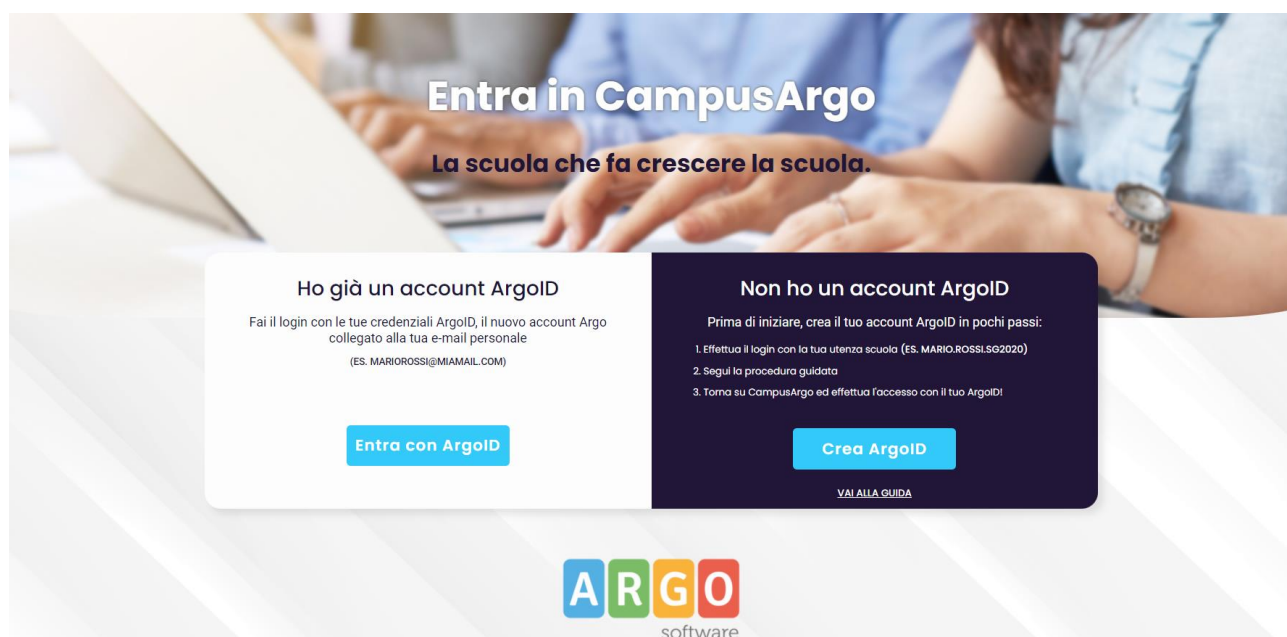 Entra in CampusArgo
La scuola che fa crescere la scuola.
Ho già un account ArgoID
Fai il login con le tue credenziali ArgoID, il nuovo account Argo
collegato alla tua e-mail personale
(ES. MARIOROSSI@MIAMAIL.COM)
Entra con ArgoID
Non ho un account ArgoID
Prima di iniziare, crea il tuo account ArgoID in pochi passi:
1. Effettua il login con la tua utenza scuola (ES. MARIO.ROSSI.SG2020)
2. Segui la procedura guidata
3. Torna su CampusArgo ed effettua l'accesso con il tuo ArgoID!
Crea ArgoID
VAI ALLA GUIDA
ARGO
software